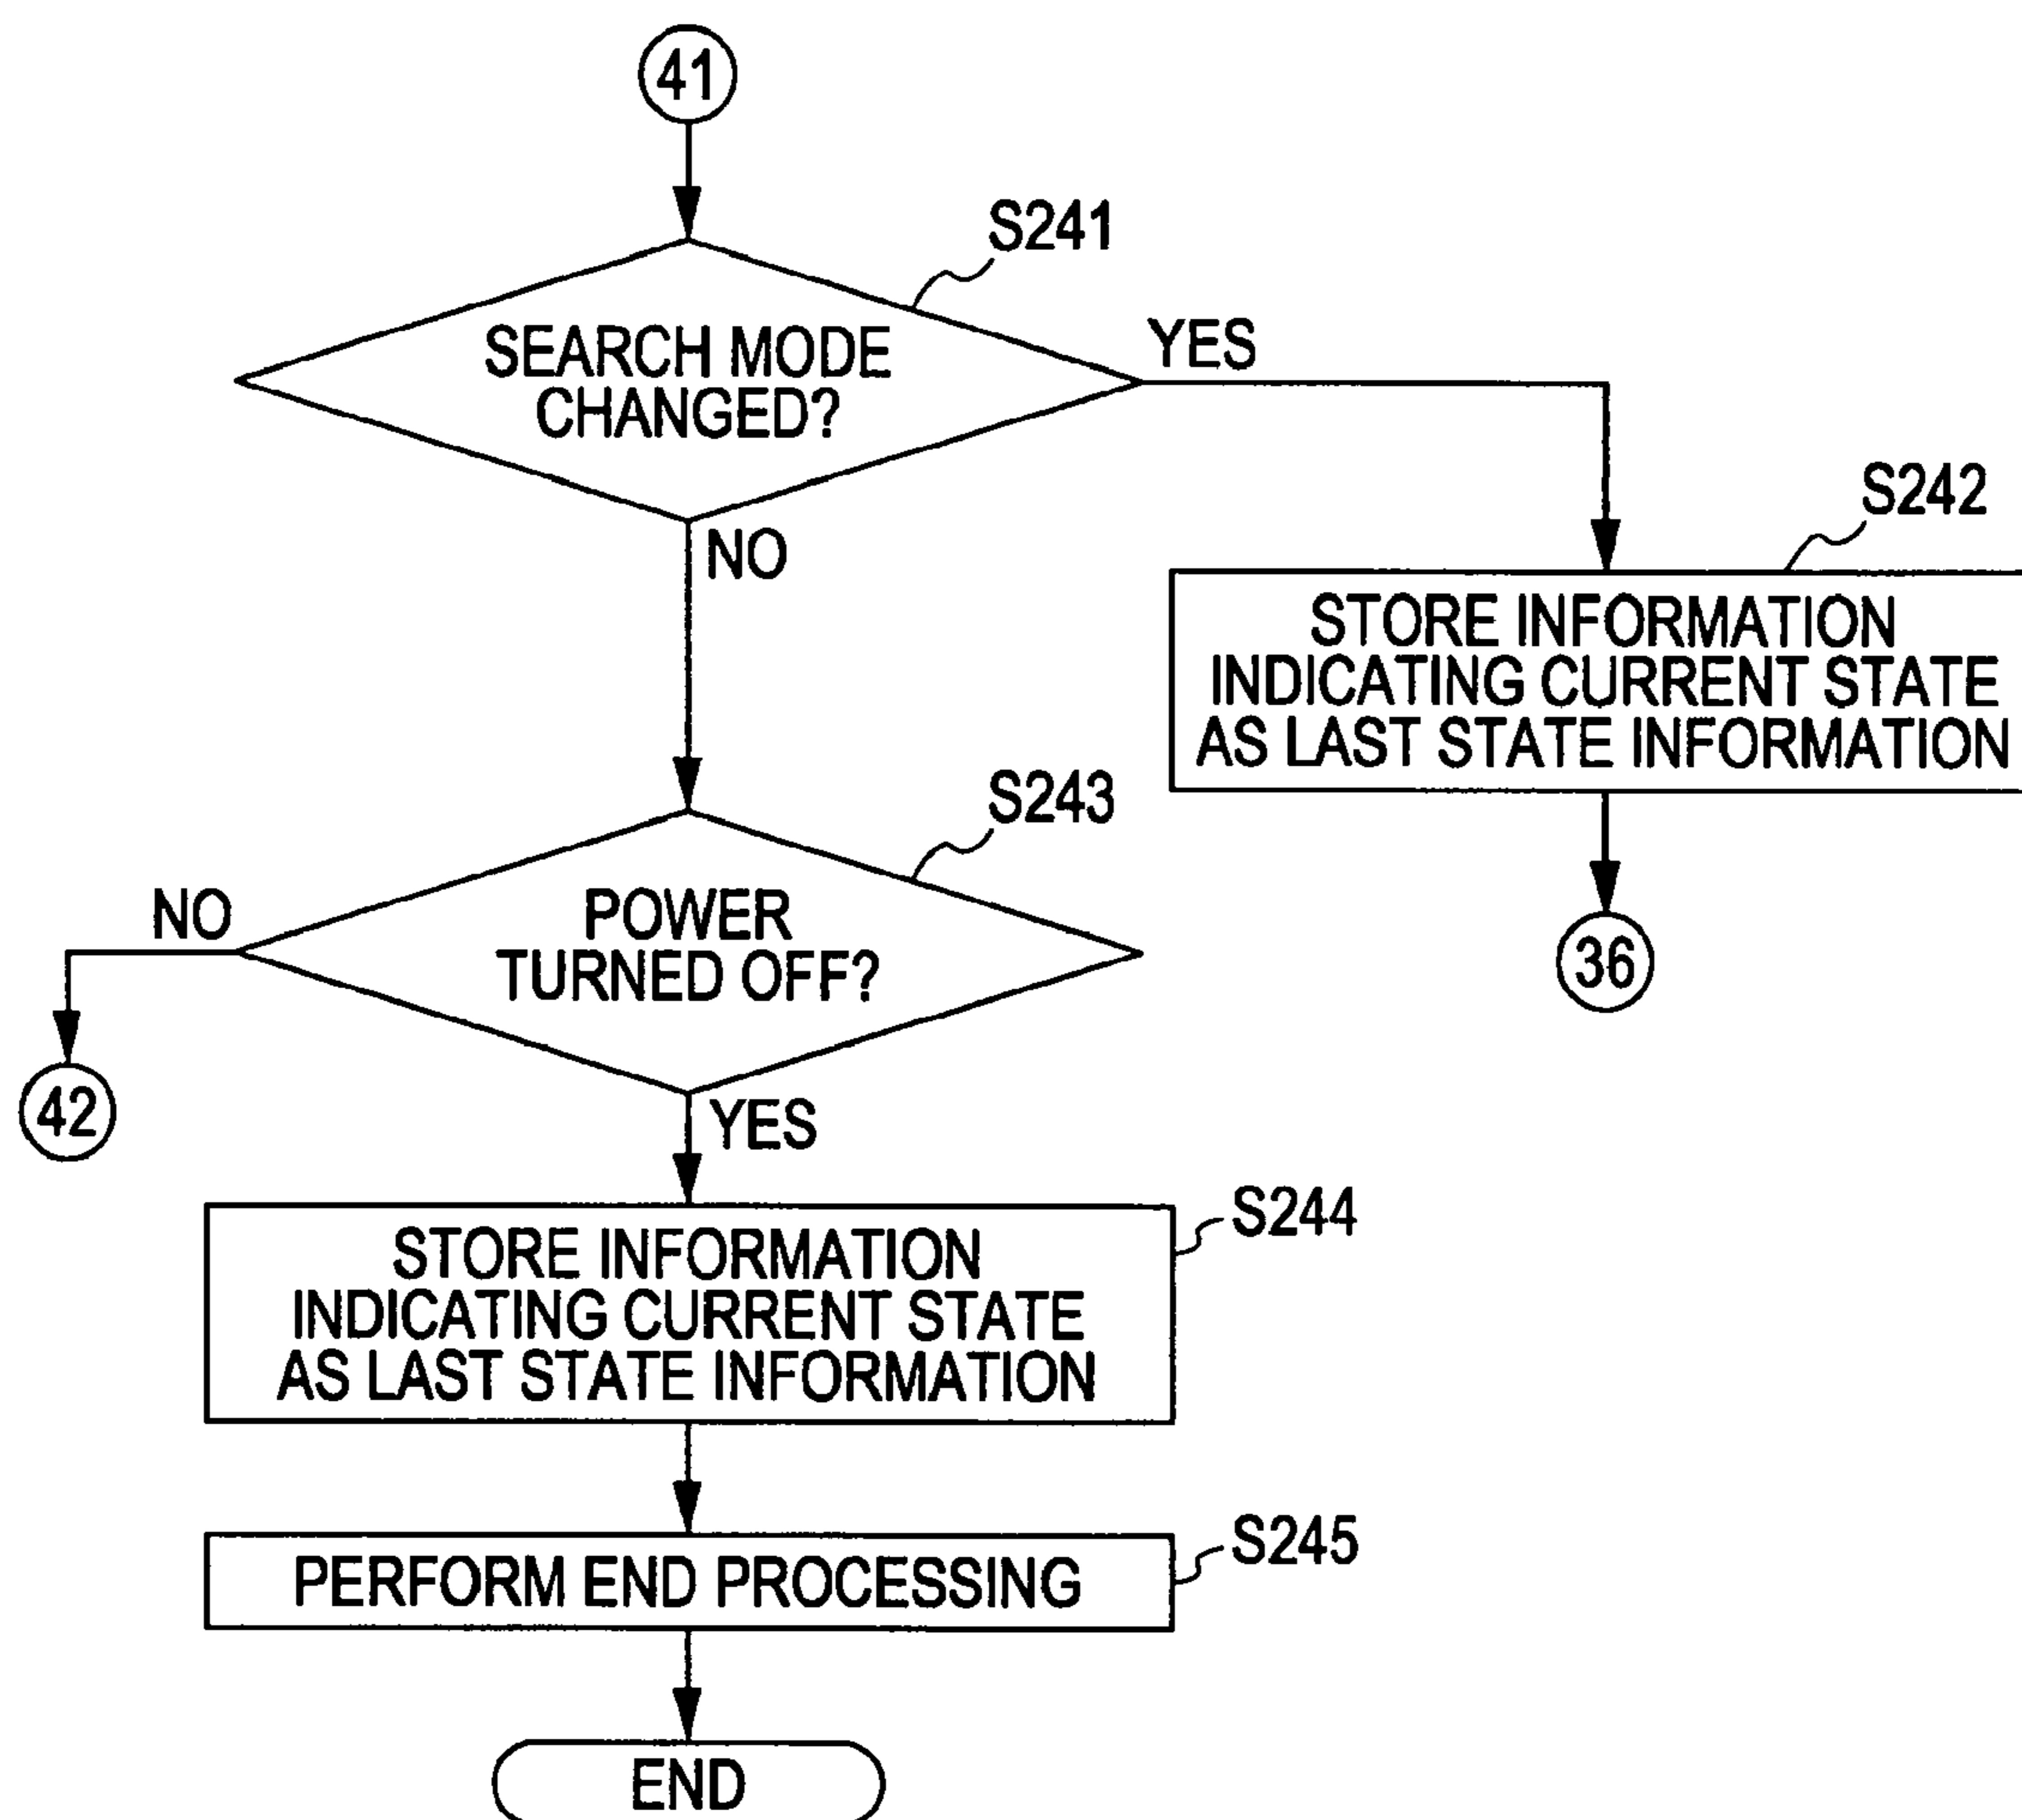 41
S241
SEARCH MODE
CHANGED?
YES
NO
S242
STORE INFORMATION
INDICATING CURRENT STATE
AS LAST STATE INFORMATION
36
S243
POWER
TURNED OFF?
NO
42
YES
S244
STORE INFORMATION
INDICATING CURRENT STATE
AS LAST STATE INFORMATION
S245
PERFORM END PROCESSING
END